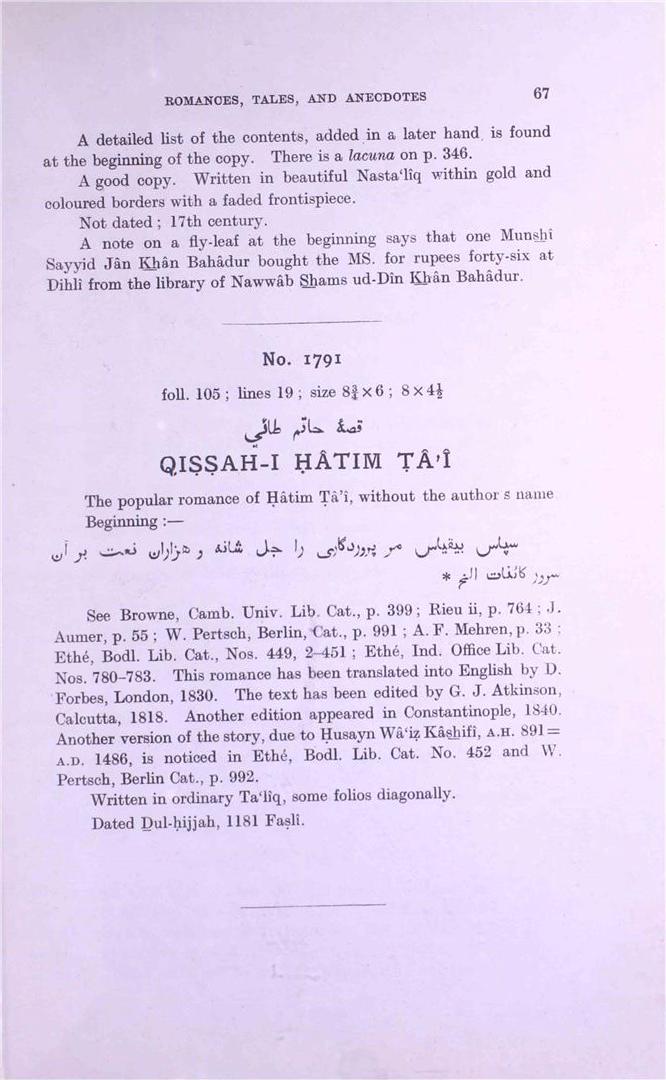 ROMANCES, TALES, AND ANECDOTES 67
A detailed list of the contents, added in a later hand, is found
at the beginning of the copy. There is a lacuna on p. 346.
A good copy. Written in beautiful Nasta‘lîq within gold and
coloured borders with a faded frontispiece.
Not dated ; 17th century.
A note on a fly-leaf at the beginning says that one Munshî
Sayyid Jân Khân Bahâdur bought the MS. for rupees forty-six at
Dihlî from the library of Nawwâb Shams ud-Dîn Khân Bahâdur.
No. 1791
foll. 105 ; lines 19 ; size 8¾ × 6 ; 8 × 4½
قصهٔ حاتم طائي
QIṢṢAH-I ḤÂTIM ṬÂ’Î
The popular romance of Ḥâtim Ṭâ’î, without the author s name
Beginning :—
سپاس بيقياس مر پروردگاری را جل شانه و هزاران نعت بر آن
سرور كائنات الخ *
See Browne, Camb. Univ. Lib. Cat., p. 399 ; Rieu ii, p. 764 ; J.
Aumer, p. 55 ; W. Pertsch, Berlin, Cat., p. 991 ; A. F. Mehren, p. 33 ;
Ethé, Bodl. Lib. Cat., Nos. 449, 2–451 ; Ethé, Ind. Office Lib. Cat.
Nos. 780–783. This romance has been translated into English by D.
Forbes, London, 1830. The text has been edited by G. J. Atkinson,
Calcutta, 1818. Another edition appeared in Constantinople, 1840.
Another version of the story, due to Ḥusayn Wâ‘iẓ Kâshifî, A.H. 891=
A.D. 1486, is noticed in Ethé, Bodl. Lib. Cat. No. 452 and W.
Pertsch, Berlin Cat., p. 992.
Written in ordinary Ta‘lîq, some folios diagonally.
Dated Ḏul-ḥijjah, 1181 Faṣlî.